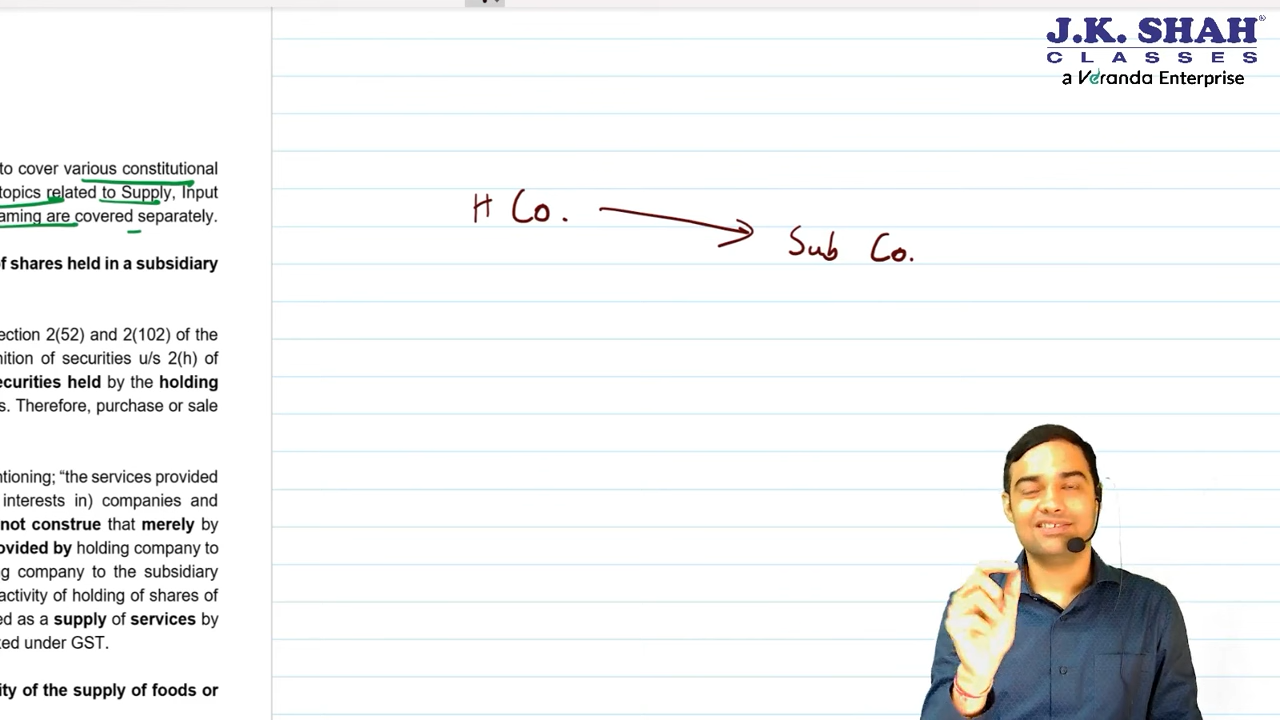 J.K. SHAH®
CLASSES
a Veranda Enterprise
to cover various constitutional
topics related to Supply, Input
aming are covered separately.
of shares held in a subsidiary
ection 2(52) and 2(102) of the
nition of securities u/s 2(h) of
ecurities held by the holding
s. Therefore, purchase or sale
ntioning; “the services provided
interests in) companies and
not construe that merely by
ovided by holding company to
ng company to the subsidiary
activity of holding of shares of
ed as a supply of services by
xed under GST.
ity of the supply of foods or
H Co.
Sub Co.